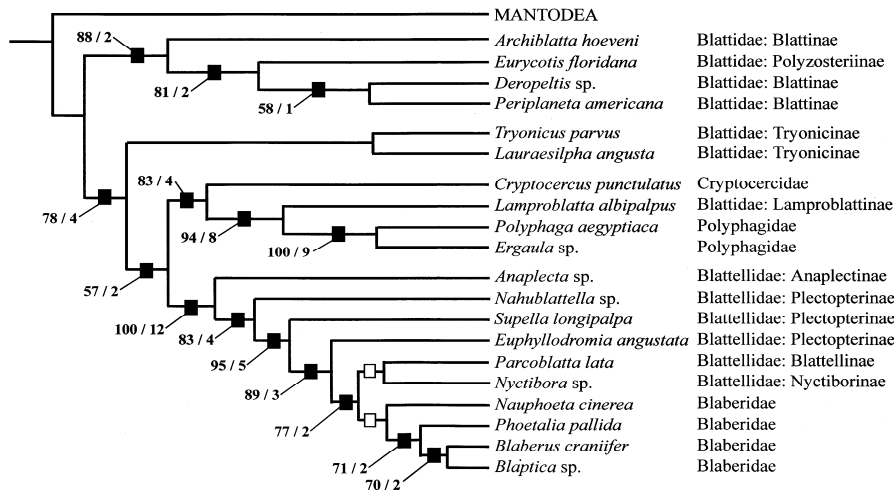 MANTODEA
88 / 2
Archiblatta hoeveni Blattidae: Blattinae
Eurycotis floridana Blattidae: Polyzosteriinae
81 / 2
Deropeltis sp. Blattidae: Blattinae
58 / 1
Periplaneta americana Blattidae: Blattinae
Tryonicus parvus Blattidae: Tryonicinae
Lauraesilpha angusta Blattidae: Tryonicinae
83 / 4
Cryptocercus punctulatus Cryptocercidae
78 / 4
Lamproblatta albipalpus Blattidae: Lamproblattinae
94 / 8
Polyphaga aegyptiaca Polyphagidae
100 / 9
Ergaula sp. Polyphagidae
57 / 2
Anaplecta sp. Blattellidae: Anaplectinae
Nahublattella sp. Blattellidae: Plectopterinae
100 / 12
Supella longipalpa Blattellidae: Plectopterinae
83 / 4
Euphyllodromia angustata Blattellidae: Plectopterinae
95 / 5
Parcoblatta lata Blattellidae: Blattellinae
Nyctibora sp. Blattellidae: Nyctiborinae
89 / 3
Nauphoeta cinerea Blaberidae
Phoetalia pallida Blaberidae
77 / 2
Blaberus craniifer Blaberidae
71 / 2
Blaptica sp. Blaberidae
70 / 2